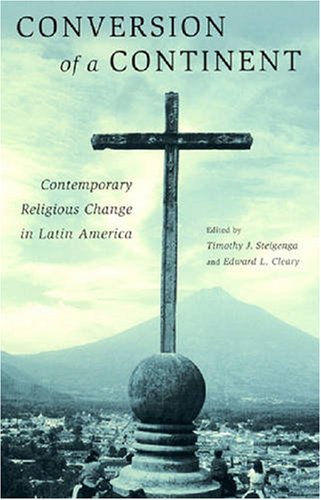 CONVERSION
of a CONTINENT
Contemporary
Religious Change
in Latin America
Edited by
Timothy J. Steigenga
and Edward L. Cleary